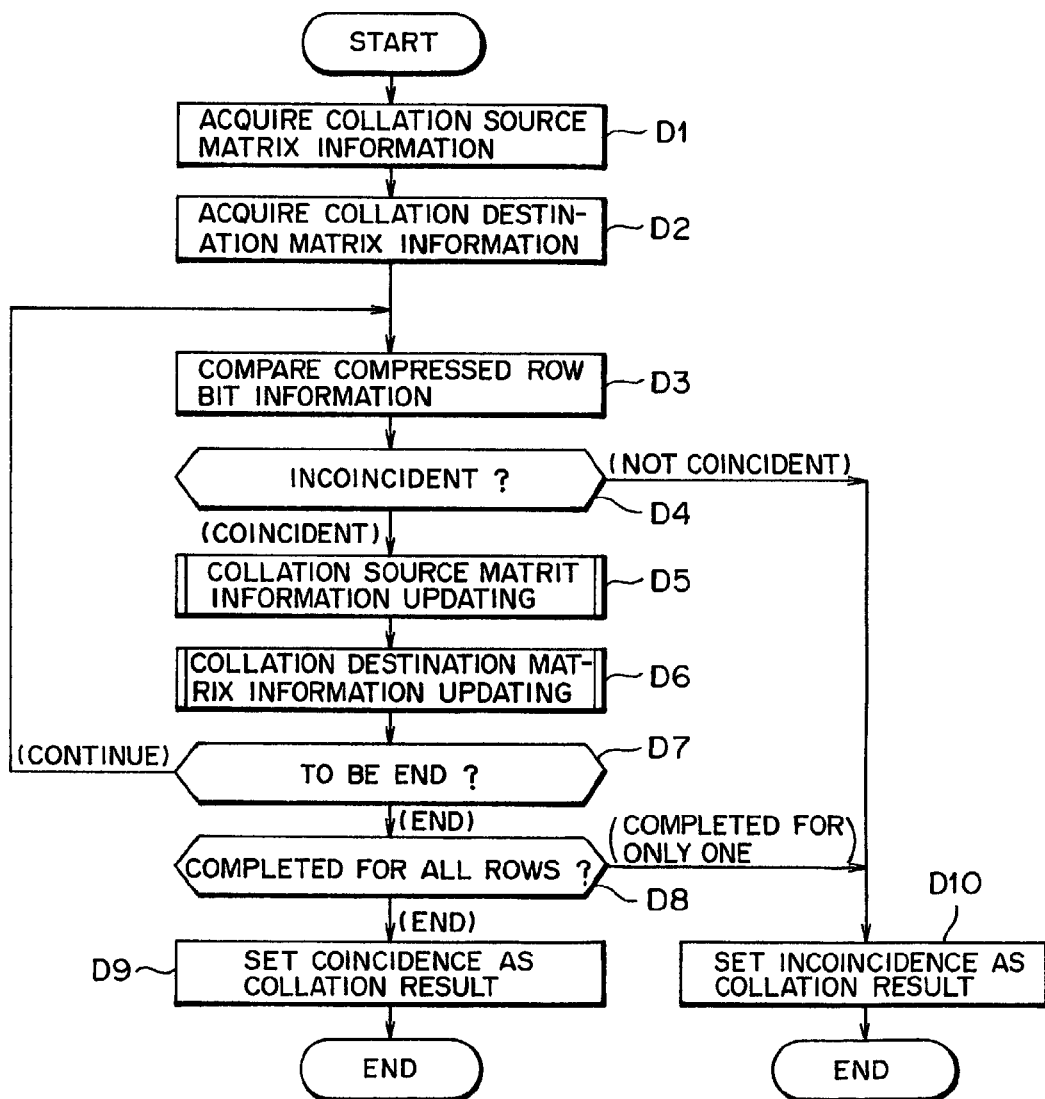 START
ACQUIRE COLLATION SOURCE
MATRIX INFORMATION
D1
ACQUIRE COLLATION DESTIN-
ATION MATRIX INFORMATION
D2
COMPARE COMPRESSED ROW
BIT INFORMATION
D3
INCOINCIDENT ?
(NOT COINCIDENT)
D4
(COINCIDENT)
COLLATION SOURCE MATRIT
INFORMATION UPDATING
D5
COLLATION DESTINATION MAT-
RIX INFORMATION UPDATING
D6
(CONTINUE)
TO BE END ?
D7
(END)
COMPLETED FOR ALL ROWS ?
(COMPLETED FOR
ONLY ONE)
D8
(END)
D9
SET COINCIDENCE AS
COLLATION RESULT
D10
SET INCOINCIDENCE AS
COLLATION RESULT
END
END